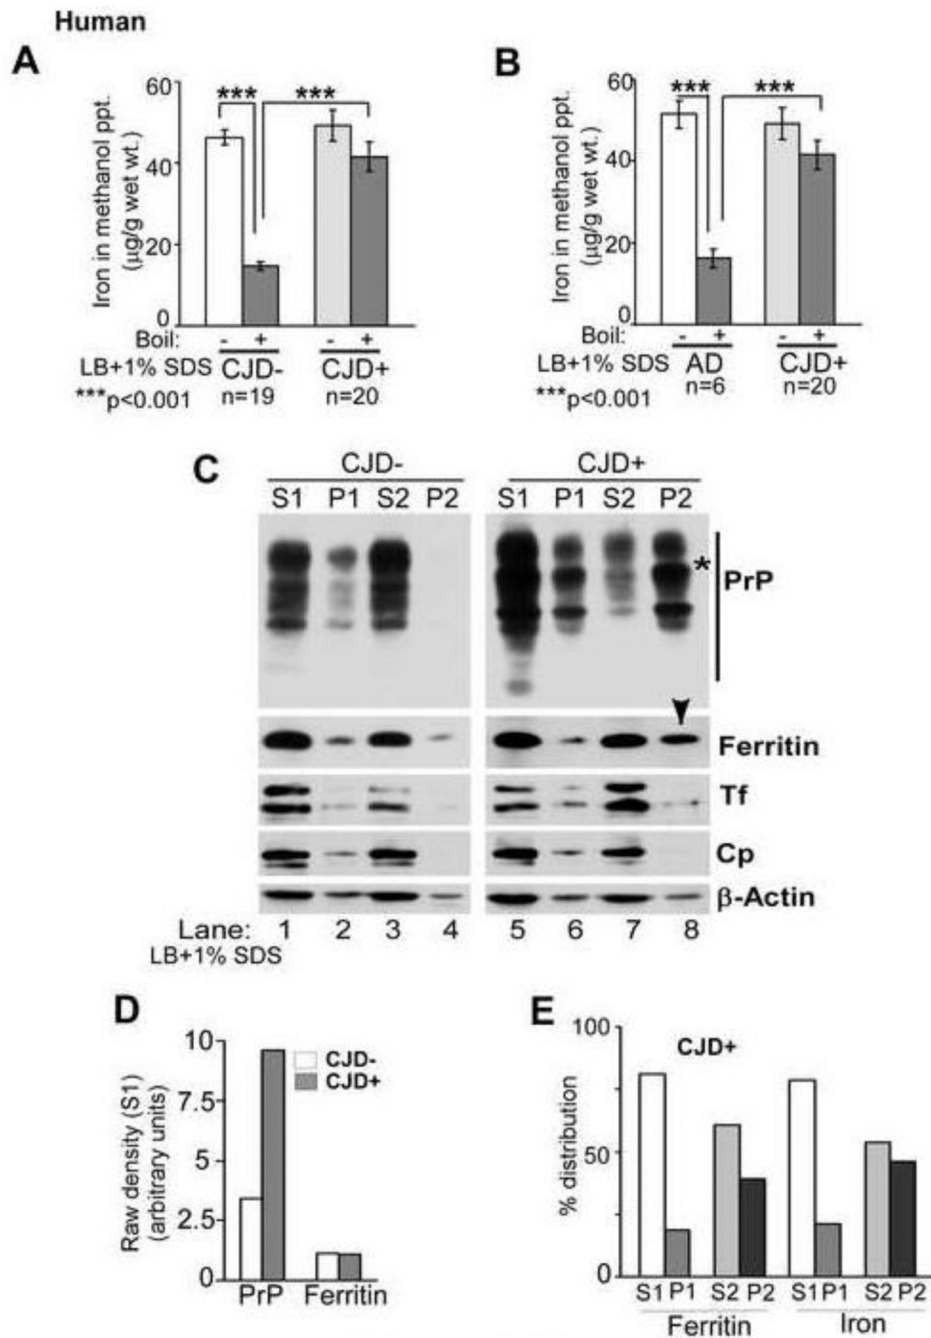 Human
A
Iron in methanol ppt.
(µg/g wet wt.)
60
40
20
0
*** ***
Boil: - + - +
LB+1% SDS CJD- CJD+
***p<0.001 n=19 n=20
B
Iron in methanol ppt.
(µg/g wet wt.)
60
40
20
0
*** ***
Boil: - + - +
LB+1% SDS AD CJD+
***p<0.001 n=6 n=20
C
CJD- CJD+
S1 P1 S2 P2 S1 P1 S2 P2
*
PrP
Ferritin
Tf
Cp
β-Actin
Lane: 1 2 3 4 5 6 7 8
LB+1% SDS
D
Raw density (S1)
(arbitrary units)
10
7.5
5
2.5
0
CJD-
CJD+
PrP Ferritin
E
% distribution
100
50
0
CJD+
S1 P1 S2 P2 S1 P1 S2 P2
Ferritin Iron